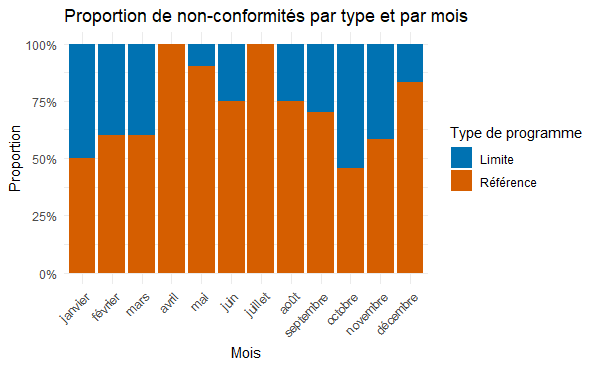 Proportion de non-conformités par type et par mois
100%
75%
50%
25%
0%
Proportion
janvier
février
mars
avril
mai
juin
juillet
août
septembre
octobre
novembre
décembre
Mois
Type de programme
Limite
Référence